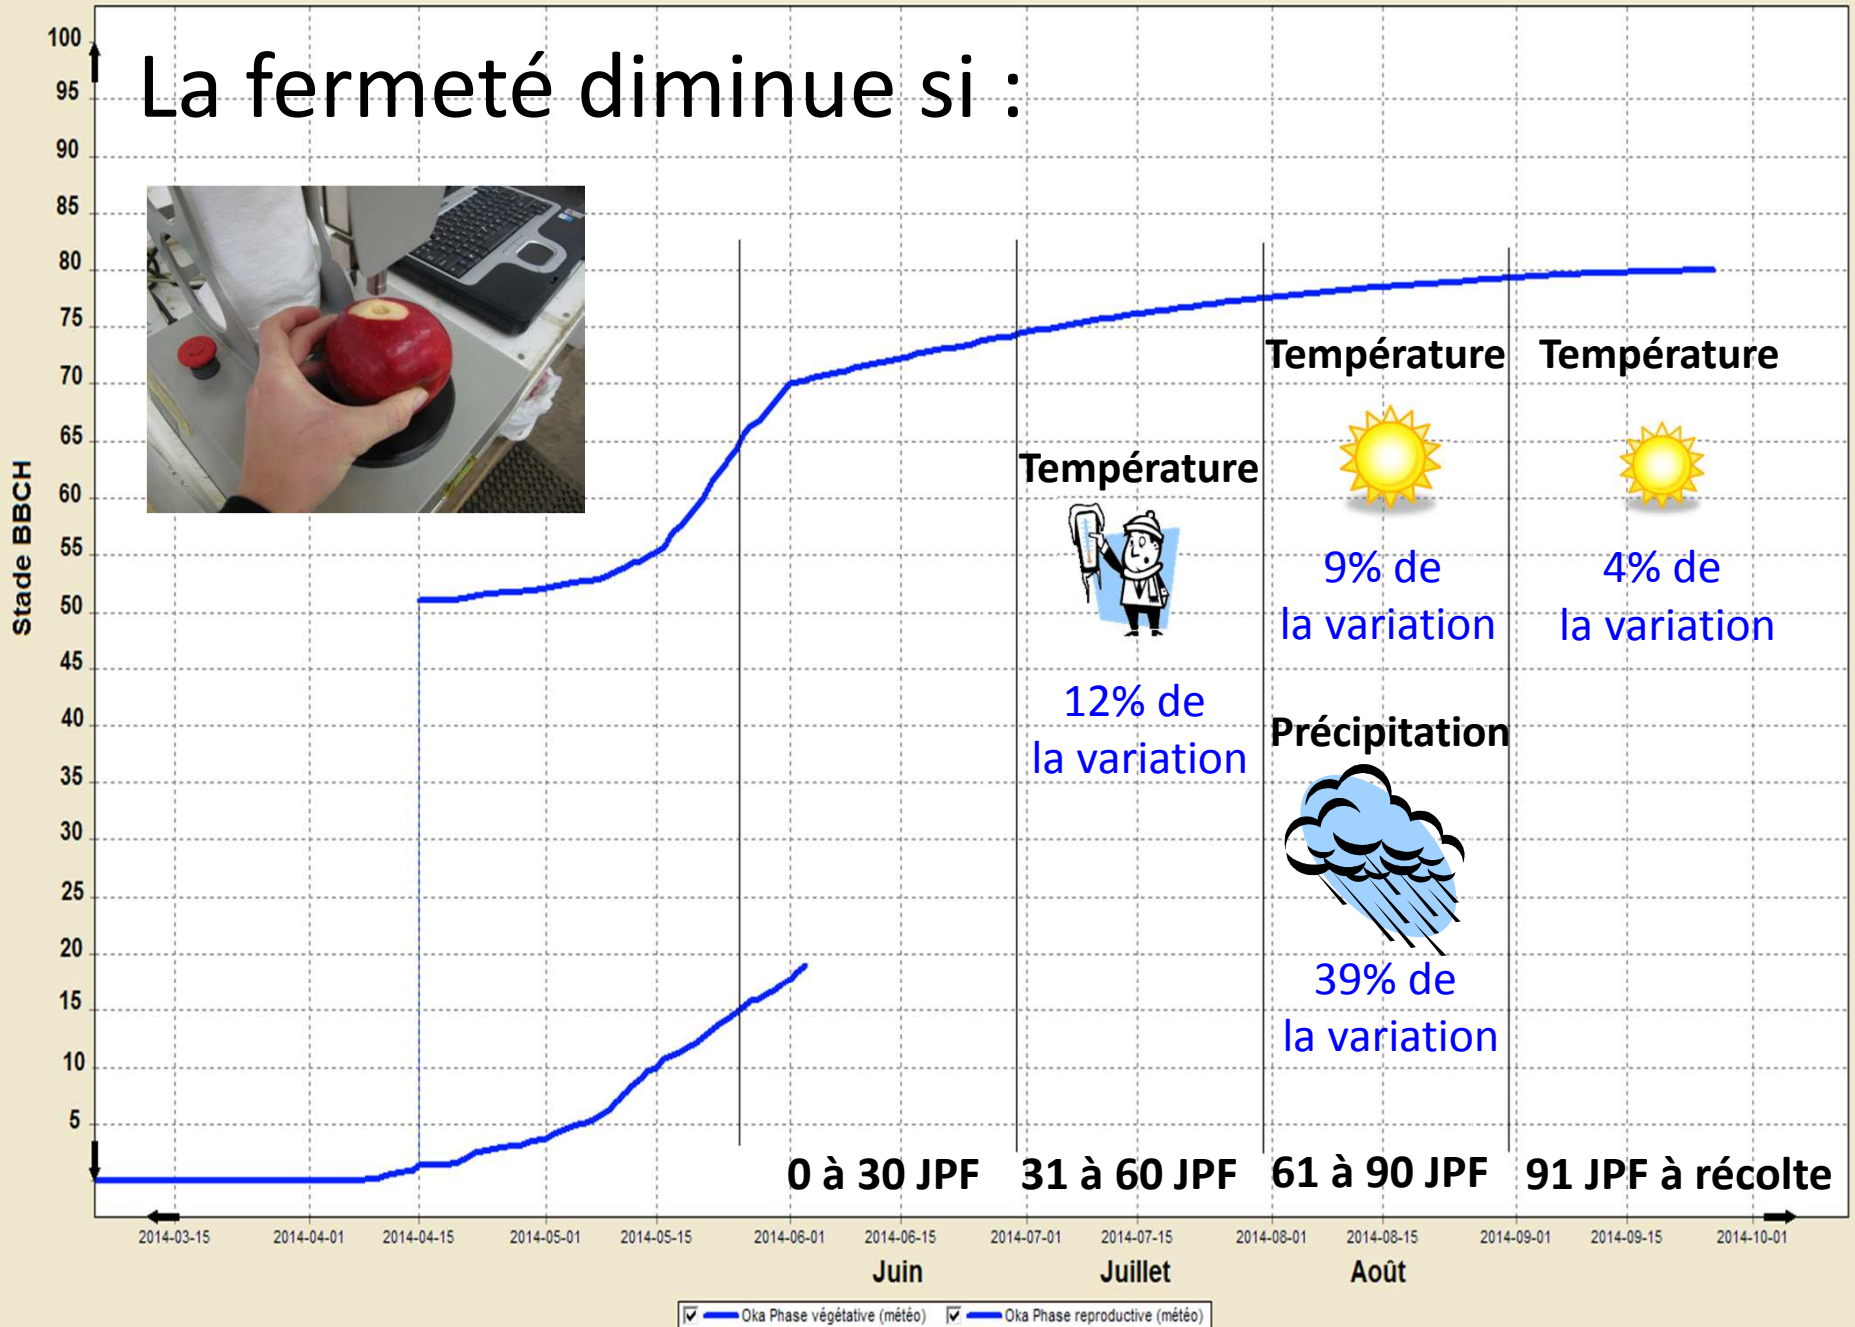 La fermeté diminue si :
Stade BBCH
100
95
90
85
80
75
70
65
60
55
50
45
40
35
30
25
20
15
10
5
Température
12% de
la variation
Température
9% de
la variation
Précipitation
39% de
la variation
Température
4% de
la variation
0 à 30 JPF
31 à 60 JPF
61 à 90 JPF
91 JPF à récolte
2014-03-15
2014-04-01
2014-04-15
2014-05-01
2014-05-15
2014-06-01
2014-06-15
2014-07-01
2014-07-15
2014-08-01
2014-08-15
2014-09-01
2014-09-15
2014-10-01
Juin
Juillet
Août
Oka Phase végétative (météo)
Oka Phase reproductive (météo)